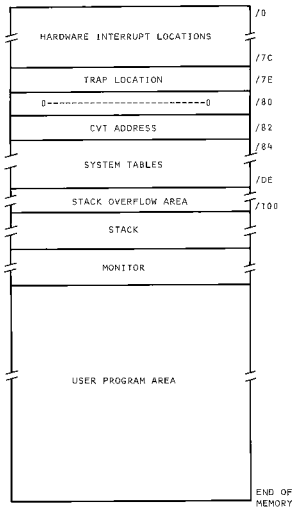 /0
HARDWARE INTERRUPT LOCATIONS
/7C
TRAP LOCATION
/7E
0--------------------0
/80
CVT ADDRESS
/82
/84
SYSTEM TABLES
/DE
STACK OVERFLOW AREA
/100
STACK
MONITOR
USER PROGRAM AREA
END OF
MEMORY